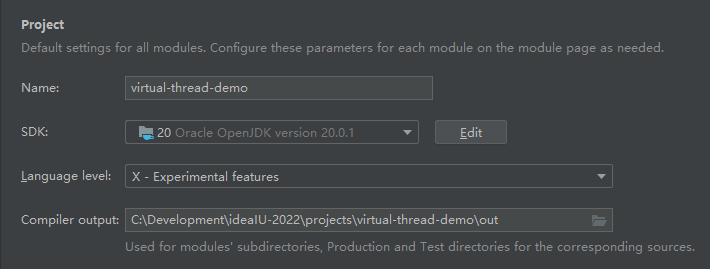 Project
Default settings for all modules. Configure these parameters for each module on the module page as needed.
Name: virtual-thread-demo
SDK: 20 Oracle OpenJDK version 20.0.1 Edit
Language level: X - Experimental features
Compiler output: C:\Development\ideaIU-2022\projects\virtual-thread-demo\out
Used for modules' subdirectories, Production and Test directories for the corresponding sources.